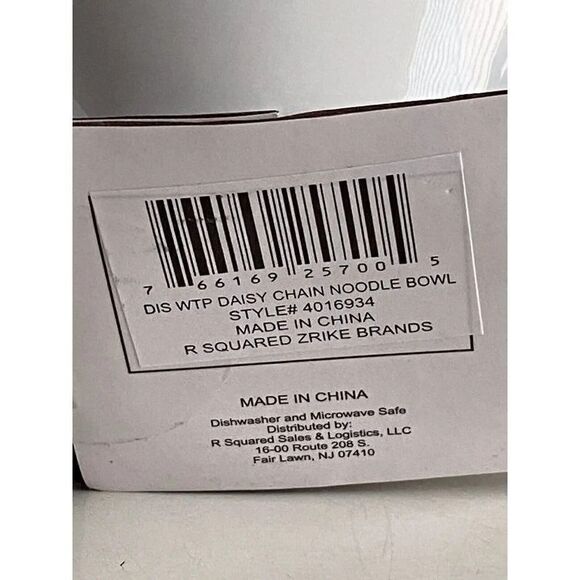 7 66169 25700 5
DIS WTP DAISY CHAIN NOODLE BOWL
STYLE# 4016934
MADE IN CHINA
R SQUARED ZRIKE BRANDS
MADE IN CHINA
Dishwasher and Microwave Safe
Distributed by:
R Squared Sales & Logistics, LLC
16-00 Route 208 S.
Fair Lawn, NJ 07410